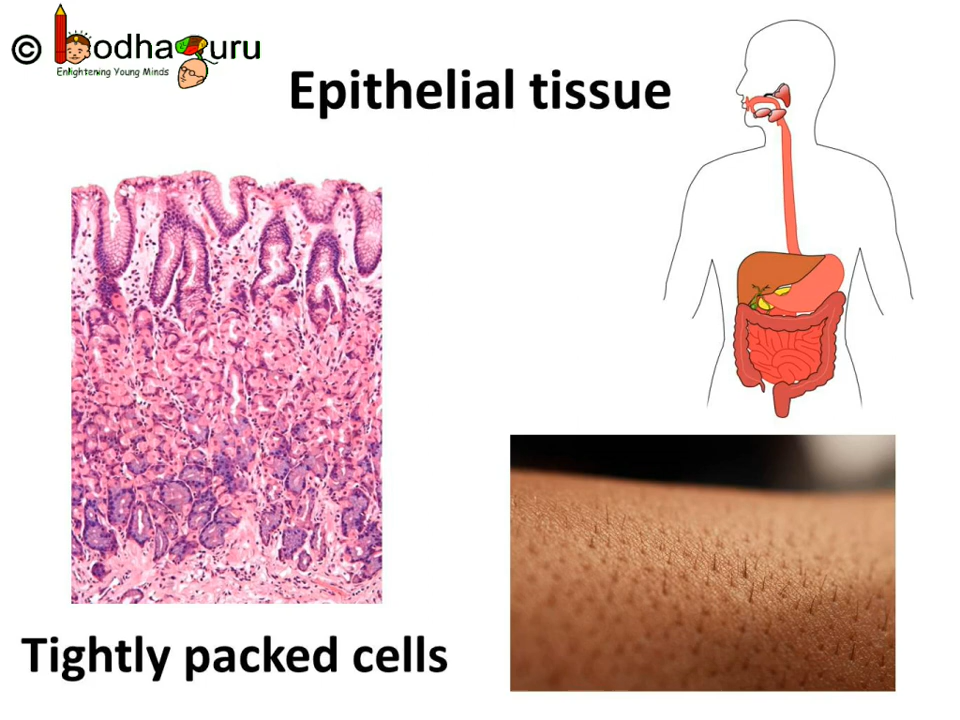 © bodhaguru
Enlightening Young Minds
Epithelial tissue
Tightly packed cells